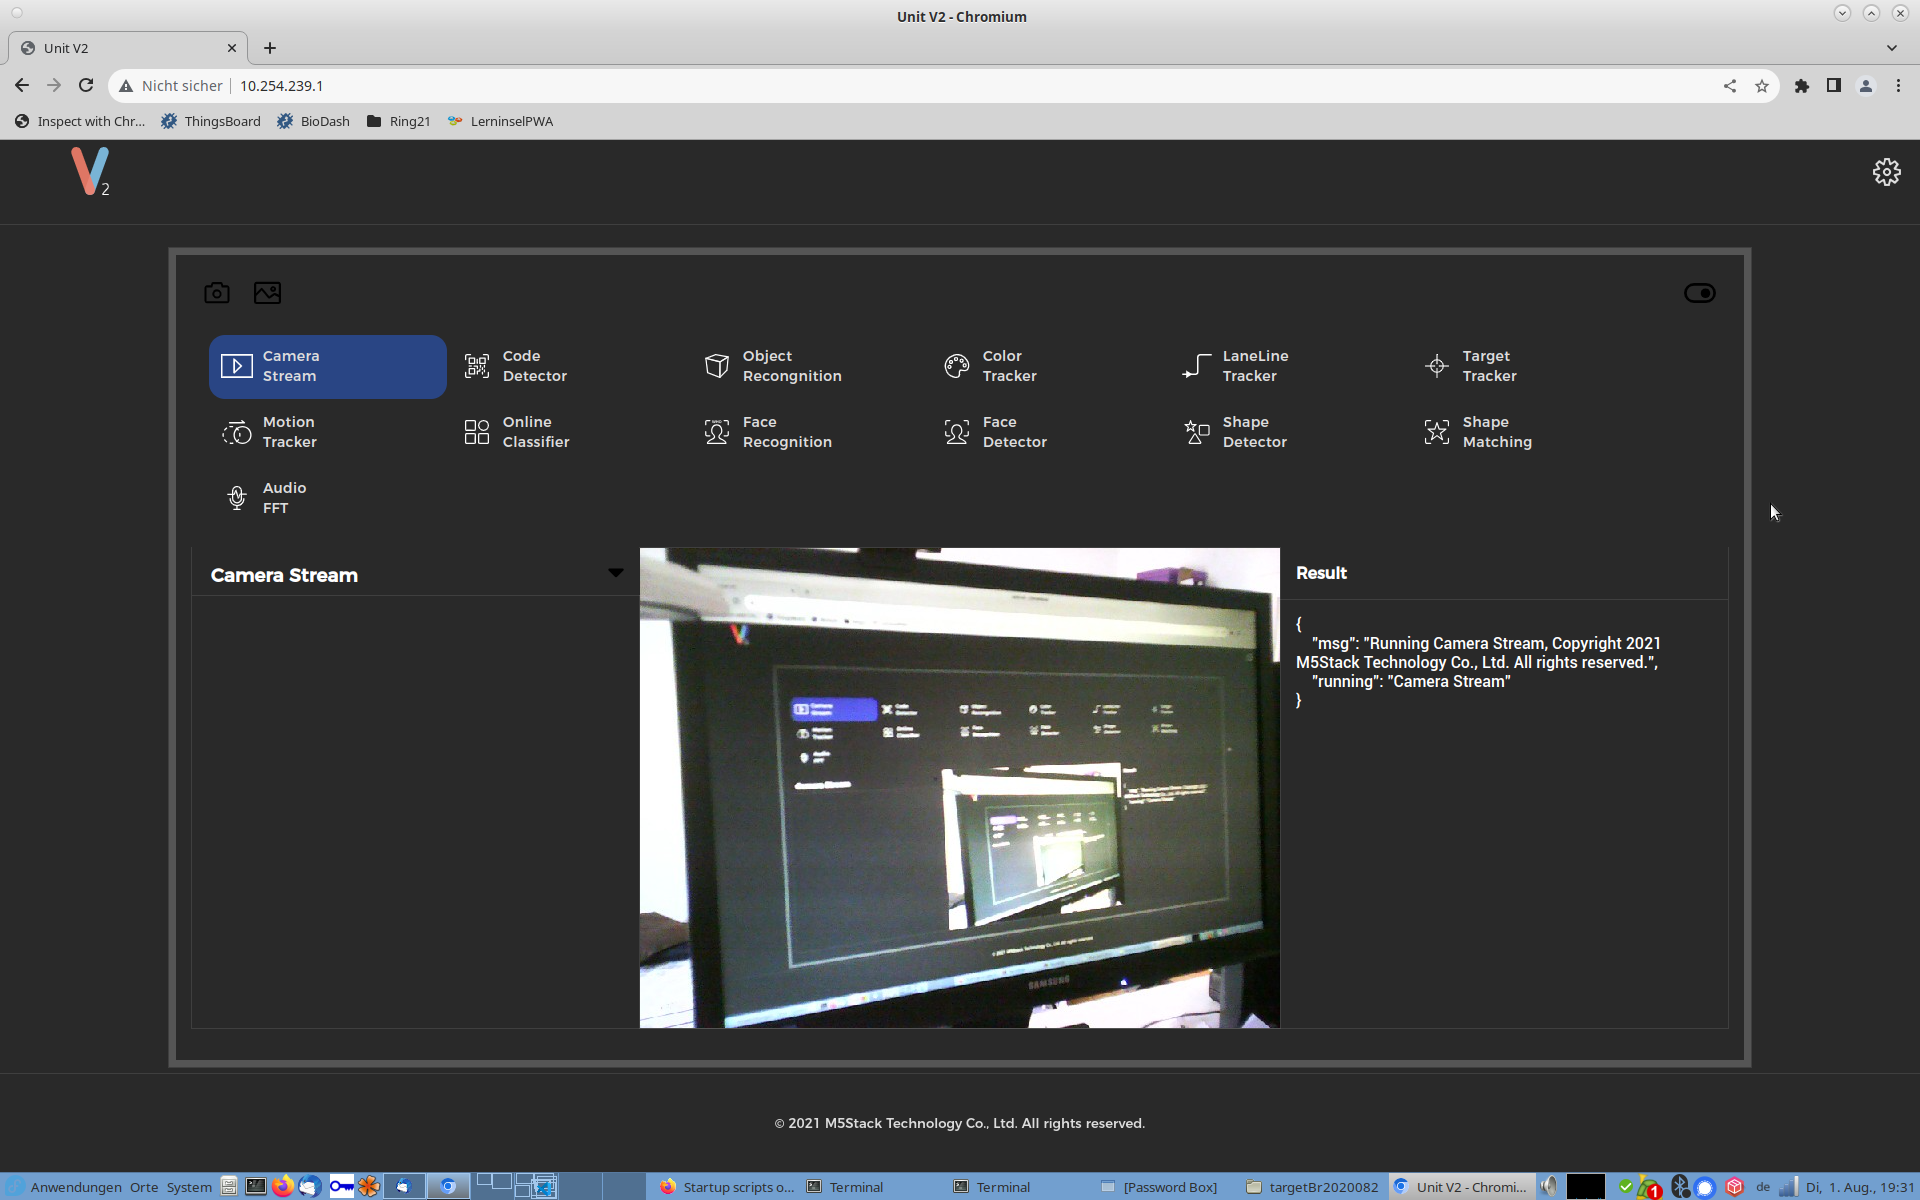 Unit V2 - Chromium
Unit V2
Nicht sicher
10.254.239.1
Inspect with Chr...
ThingsBoard
BioDash
Ring21
LerninselPWA
V2
Camera
Stream
Code
Detector
Object
Recongnition
Color
Tracker
LaneLine
Tracker
Target
Tracker
Motion
Tracker
Online
Classifier
Face
Recognition
Face
Detector
Shape
Detector
Shape
Matching
Audio
FFT
Camera Stream
SAMSUNG
Result
{
"msg": "Running Camera Stream, Copyright 2021
M5Stack Technology Co., Ltd. All rights reserved.",
"running": "Camera Stream"
}
© 2021 M5Stack Technology Co., Ltd. All rights reserved.
Anwendungen Orte System
Startup scripts o...
Terminal
Terminal
[Password Box]
targetBr2020082
Unit V2 - Chromi...
1
de
Di, 1. Aug., 19:31